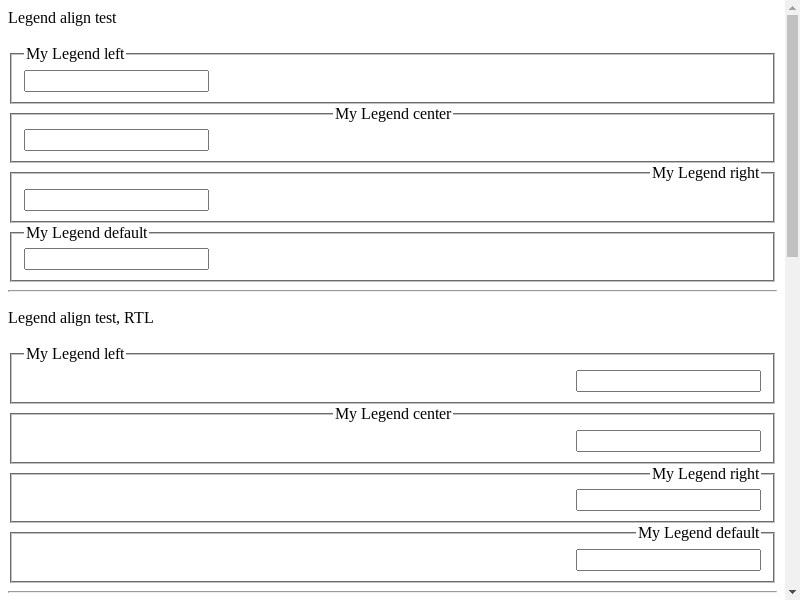 Legend align test
My Legend left
My Legend center
My Legend right
My Legend default
Legend align test, RTL
My Legend left
My Legend center
My Legend right
My Legend default